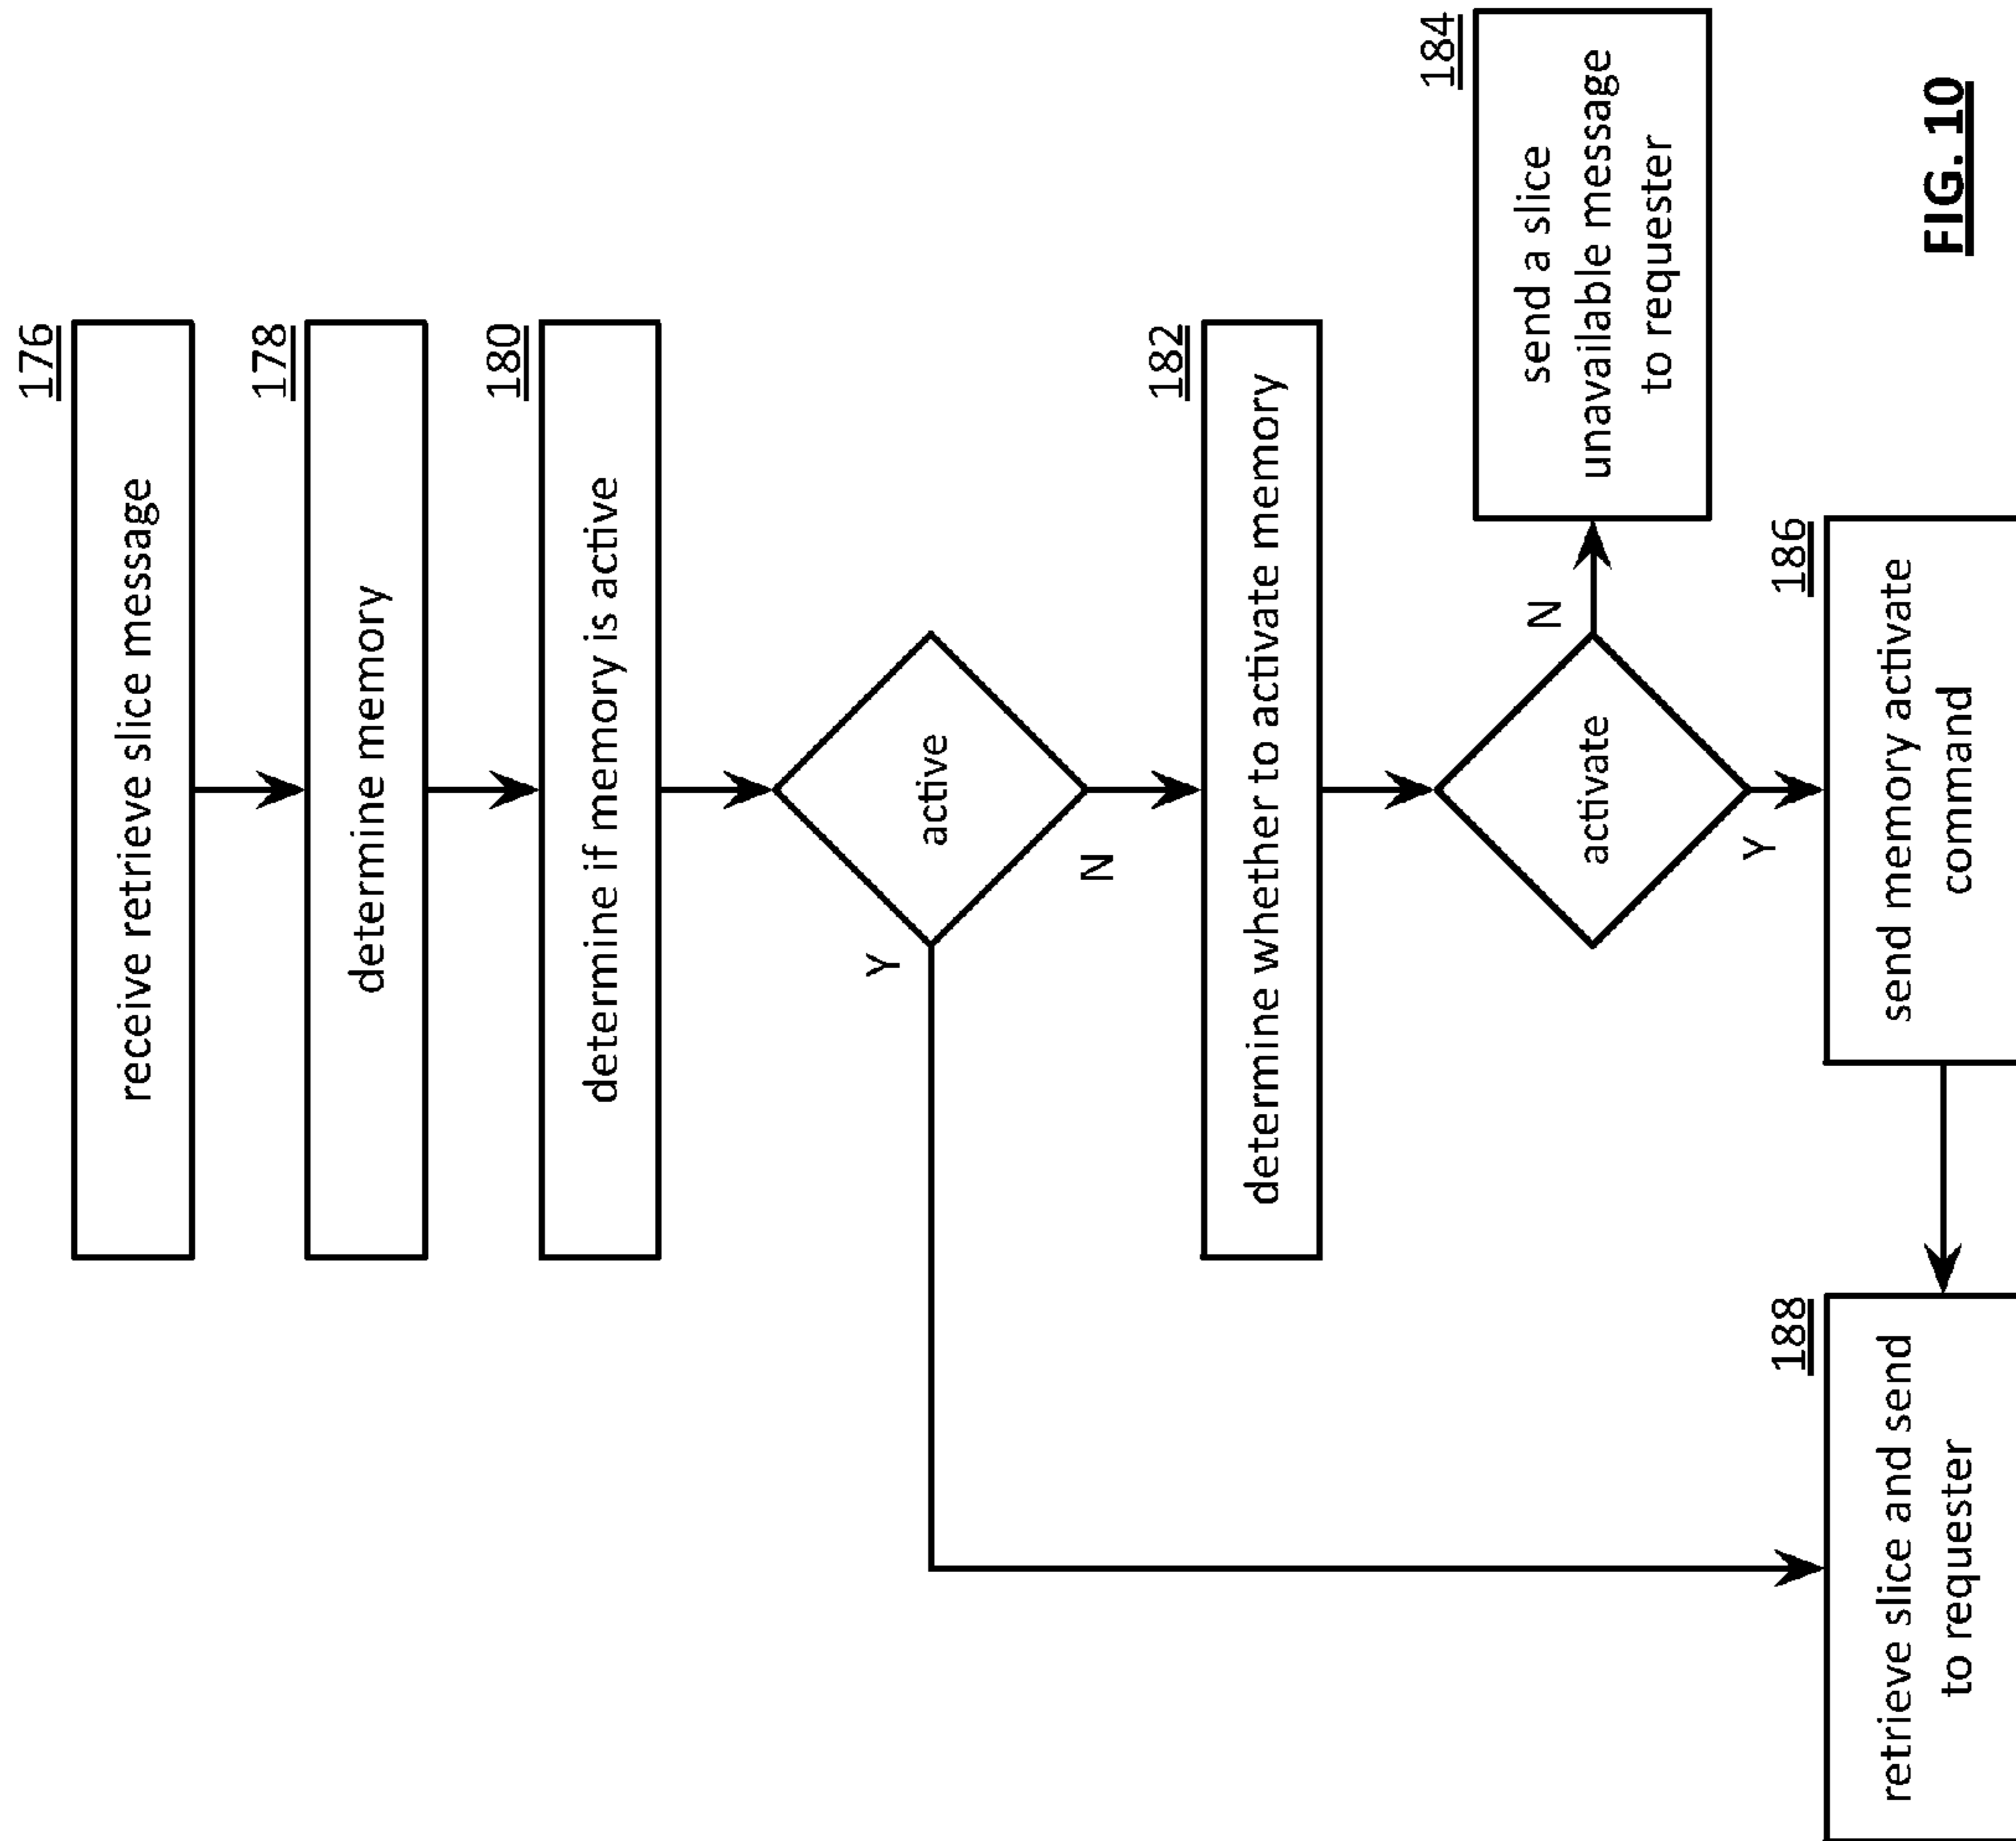 176
receive retrieve slice message
178
determine memory
180
determine if memory is active
active
Y
N
182
determine whether to activate memory
activate
N
184
send a slice
unavailable message
to requester
Y
186
send memory activate
command
188
retrieve slice and send
to requester
FIG. 10